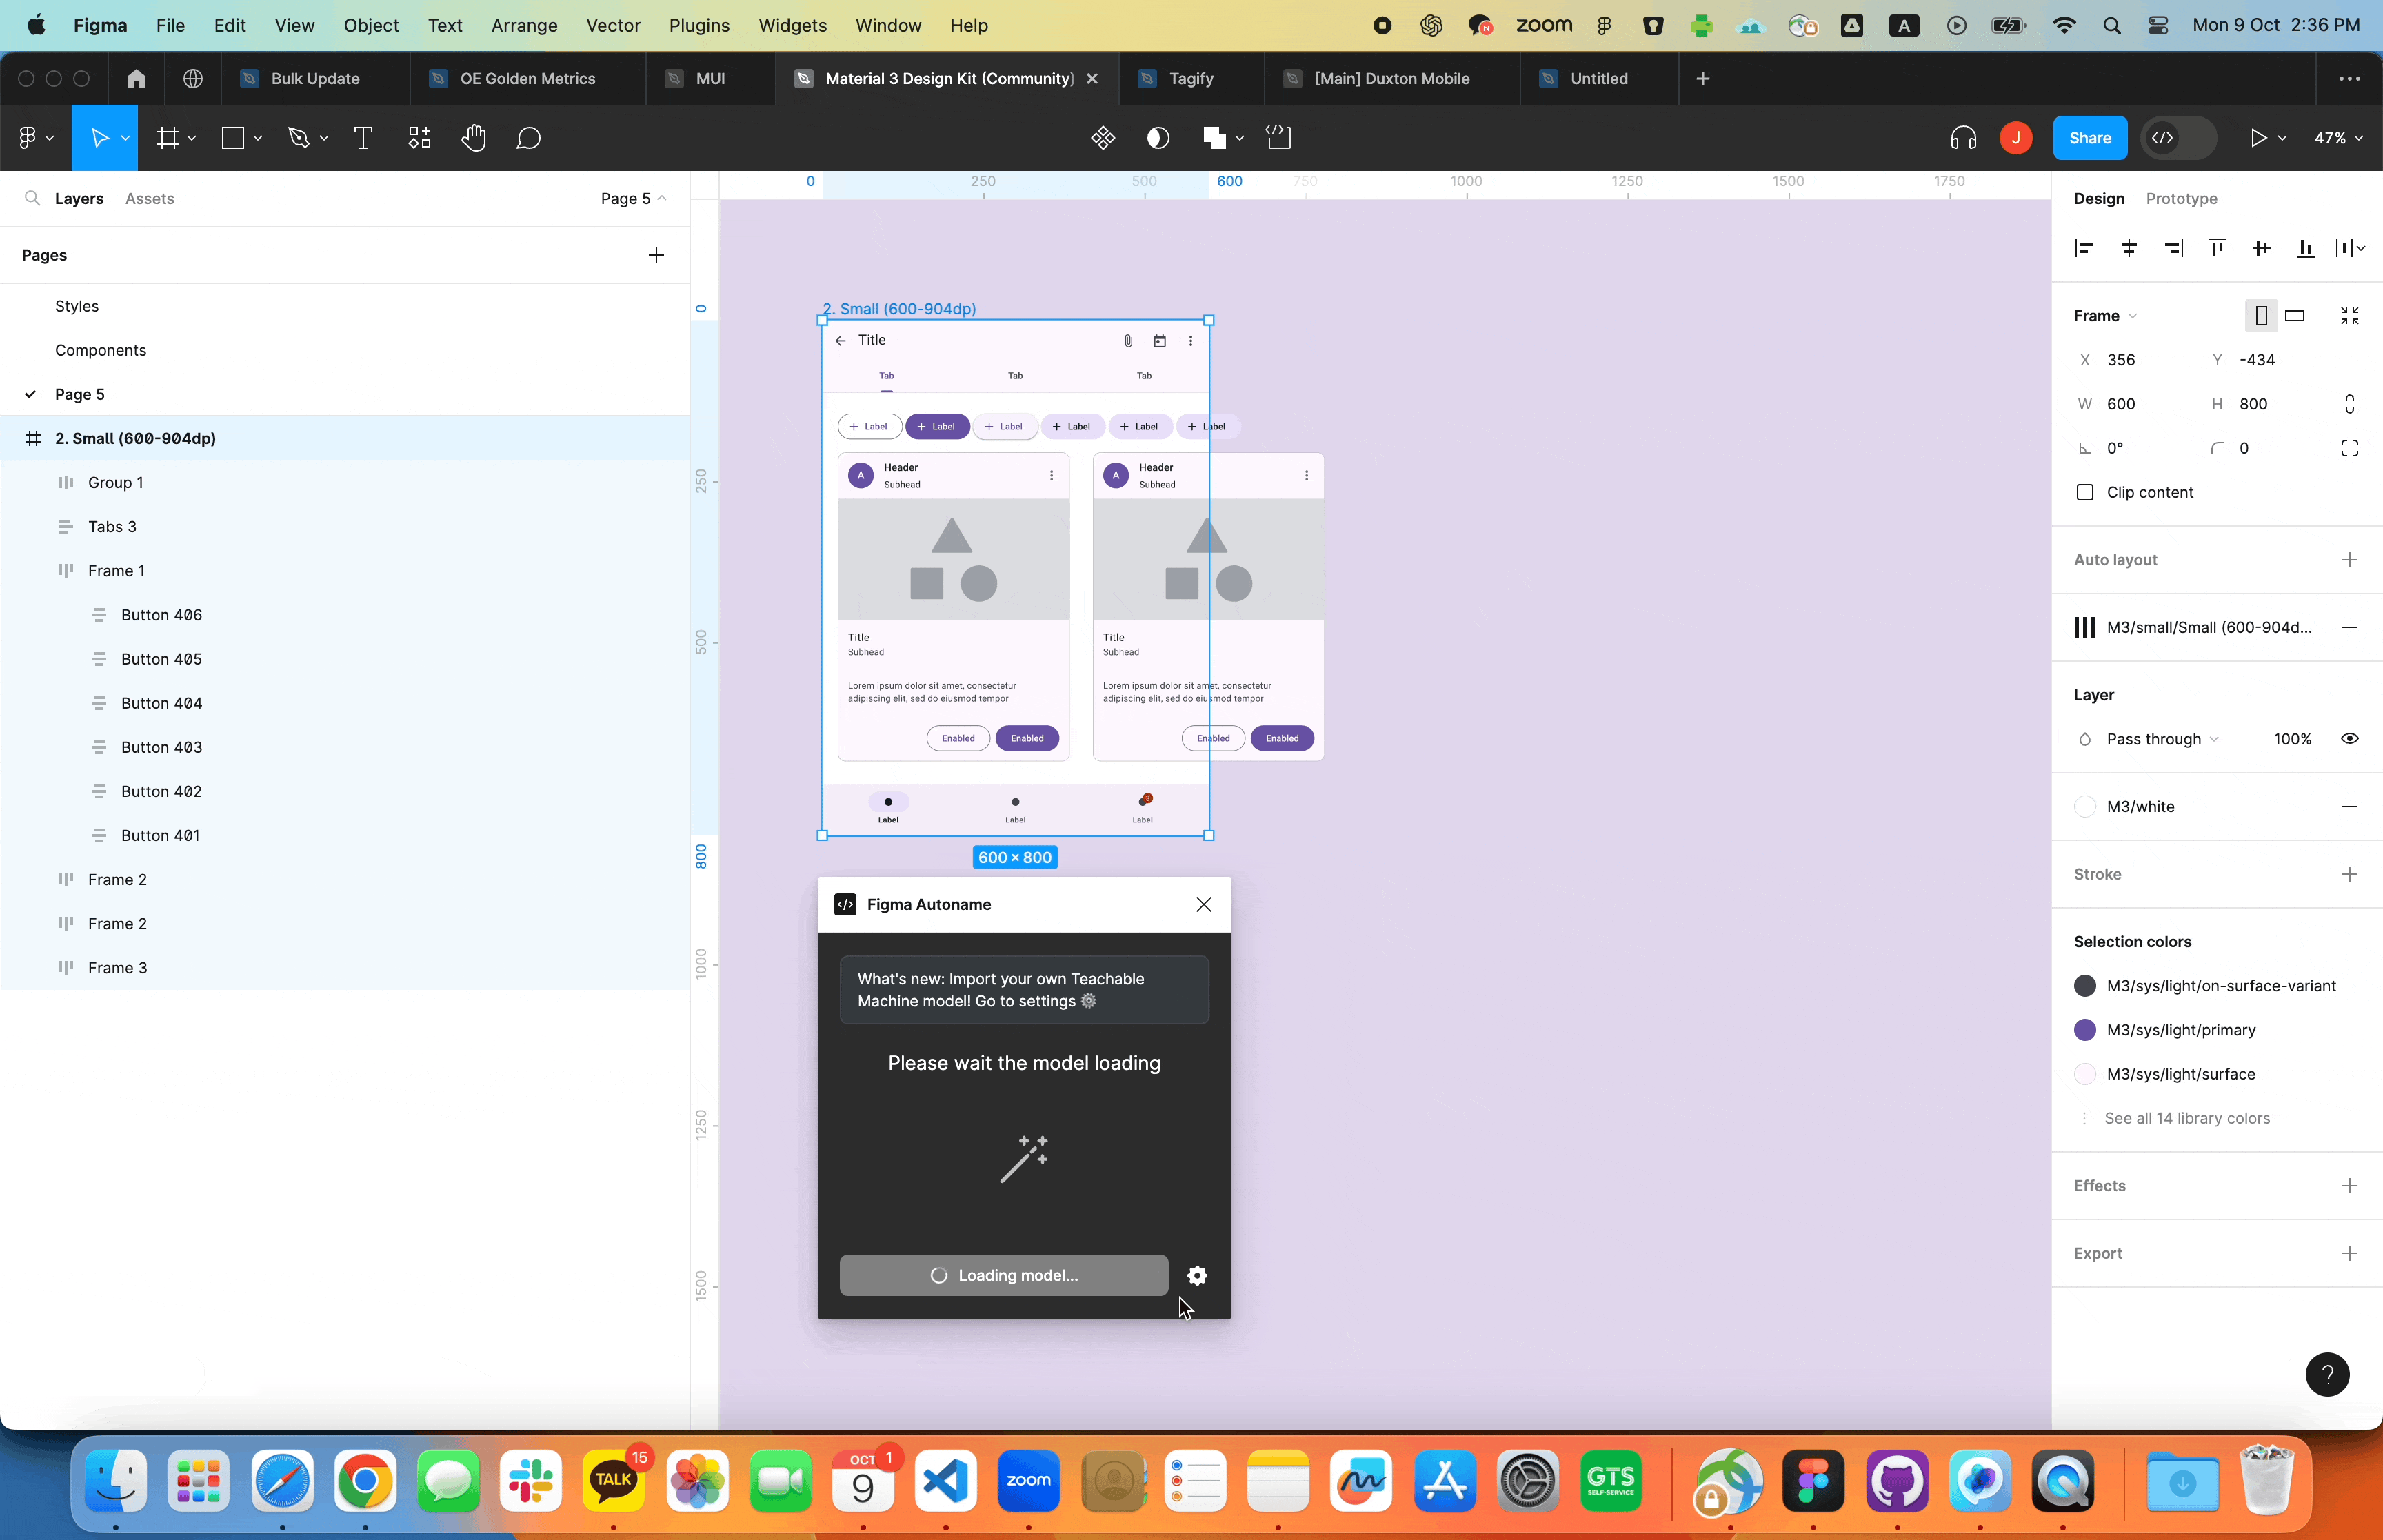 Figma File Edit View Object Text Arrange Vector Plugins Widgets Window Help
N zoom A Mon 9 Oct 2:36 PM
Bulk Update OE Golden Metrics MUI Material 3 Design Kit (Community) Tagify [Main] Duxton Mobile Untitled
J Share 47%
Layers Assets Page 5
Pages
Styles
Components
Page 5
2. Small (600-904dp)
Group 1
Tabs 3
Frame 1
Button 406
Button 405
Button 404
Button 403
Button 402
Button 401
Frame 2
Frame 2
Frame 3
0 250 500 600 750 1000 1250 1500 1750
0
250
500
800
1000
1250
1500
2. Small (600-904dp)
Title
Tab Tab Tab
+ Label + Label + Label + Label + Label + Label
A Header
Subhead
Title
Subhead
Lorem ipsum dolor sit amet, consectetur
adipiscing elit, sed do eiusmod tempor
Enabled Enabled
A Header
Subhead
Title
Subhead
Lorem ipsum dolor sit amet, consectetur
adipiscing elit, sed do eiusmod tempor
Enabled Enabled
3
Label Label Label
600 × 800
Figma Autoname
What's new: Import your own Teachable
Machine model! Go to settings
Please wait the model loading
Loading model...
Design Prototype
Frame
X 356 Y -434
W 600 H 800
0° 0
Clip content
Auto layout
M3/small/Small (600-904d...
Layer
Pass through 100%
M3/white
Stroke
Selection colors
M3/sys/light/on-surface-variant
M3/sys/light/primary
M3/sys/light/surface
See all 14 library colors
Effects
Export
?
TALK 15
OCT 1
9
zoom
GTS
SELF-SERVICE